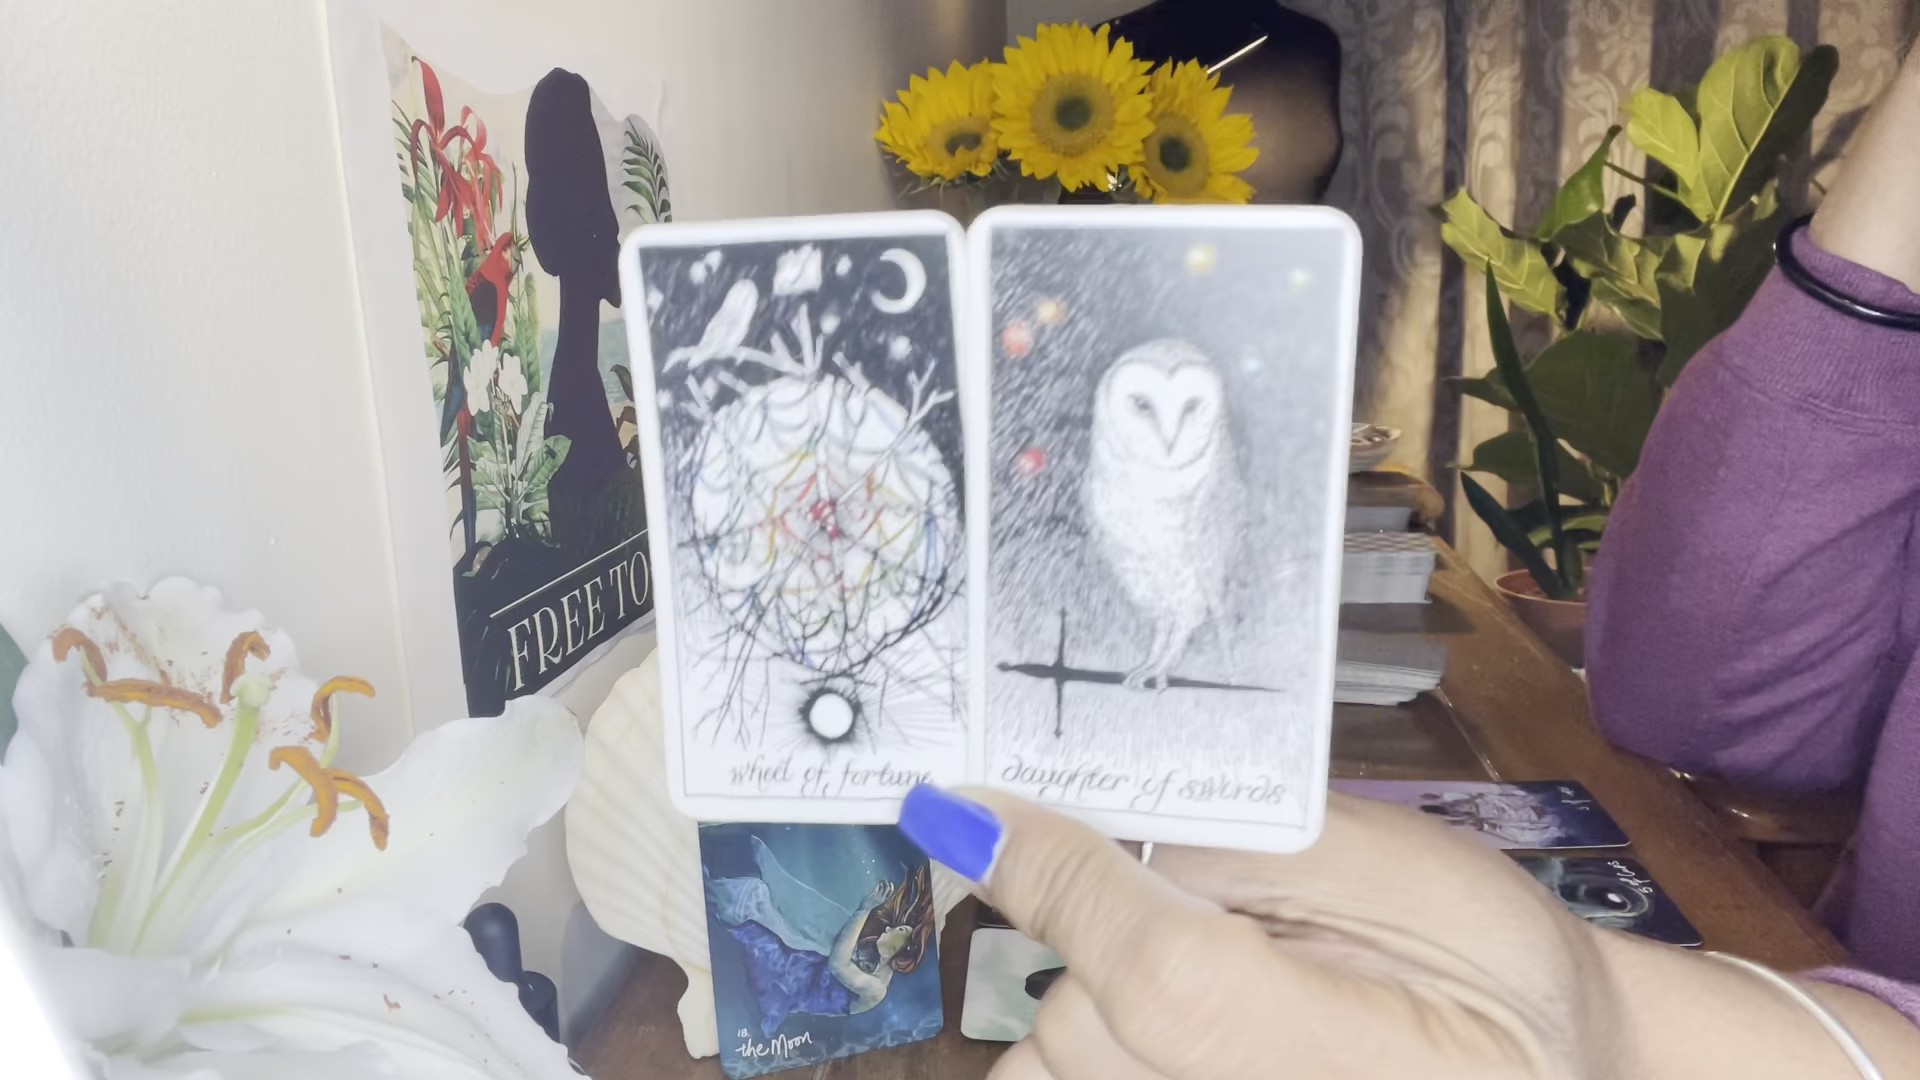 FREE TO
wheel of fortune
daughter of swords
18.
the Moon